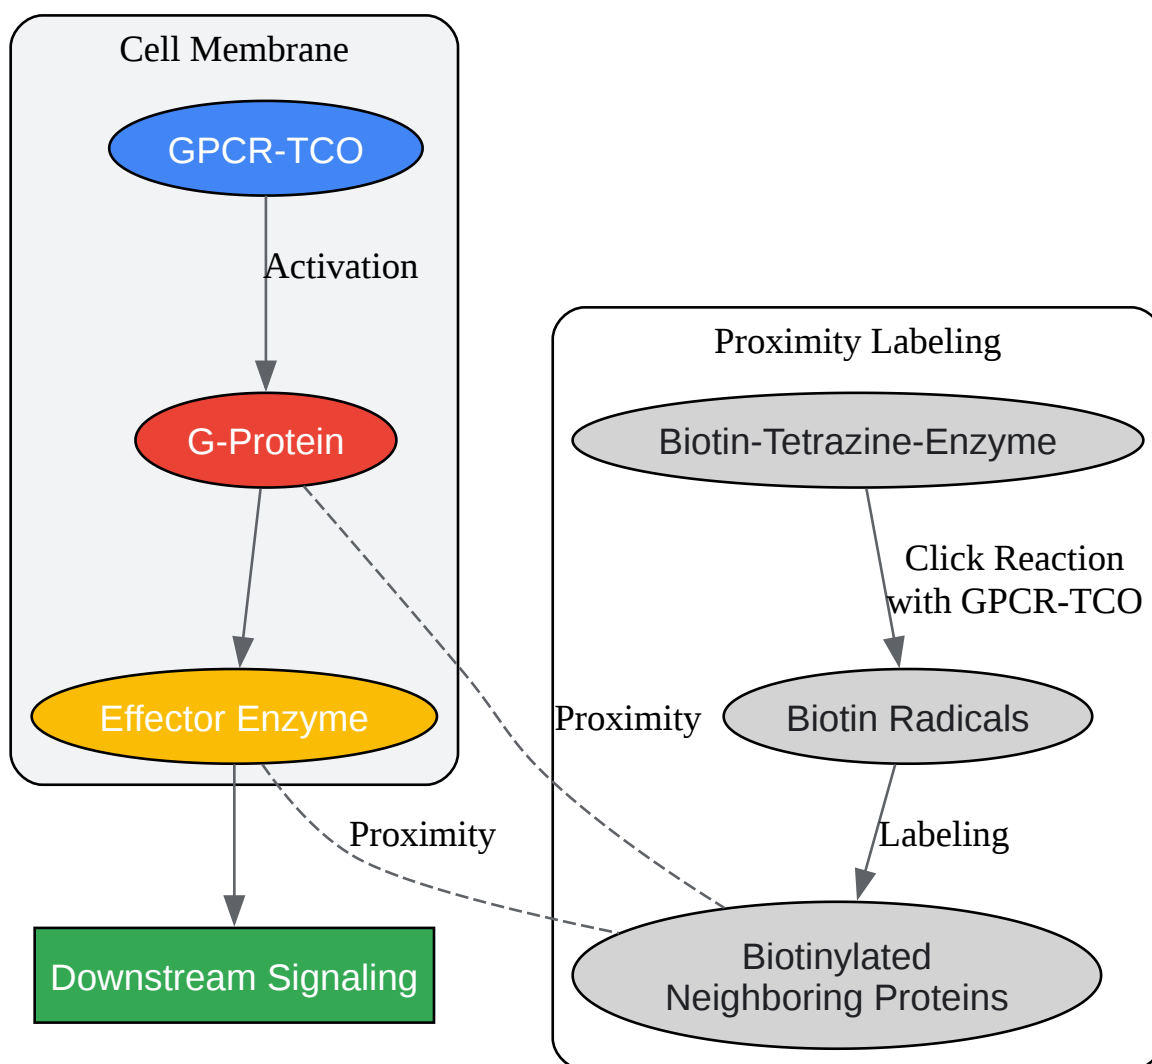 Cell Membrane
GPCR-TCO
Activation
G-Protein
Effector Enzyme
Proximity
Downstream Signaling
Proximity Labeling
Biotin-Tetrazine-Enzyme
Click Reaction
with GPCR-TCO
Proximity
Biotin Radicals
Labeling
Biotinylated
Neighboring Proteins